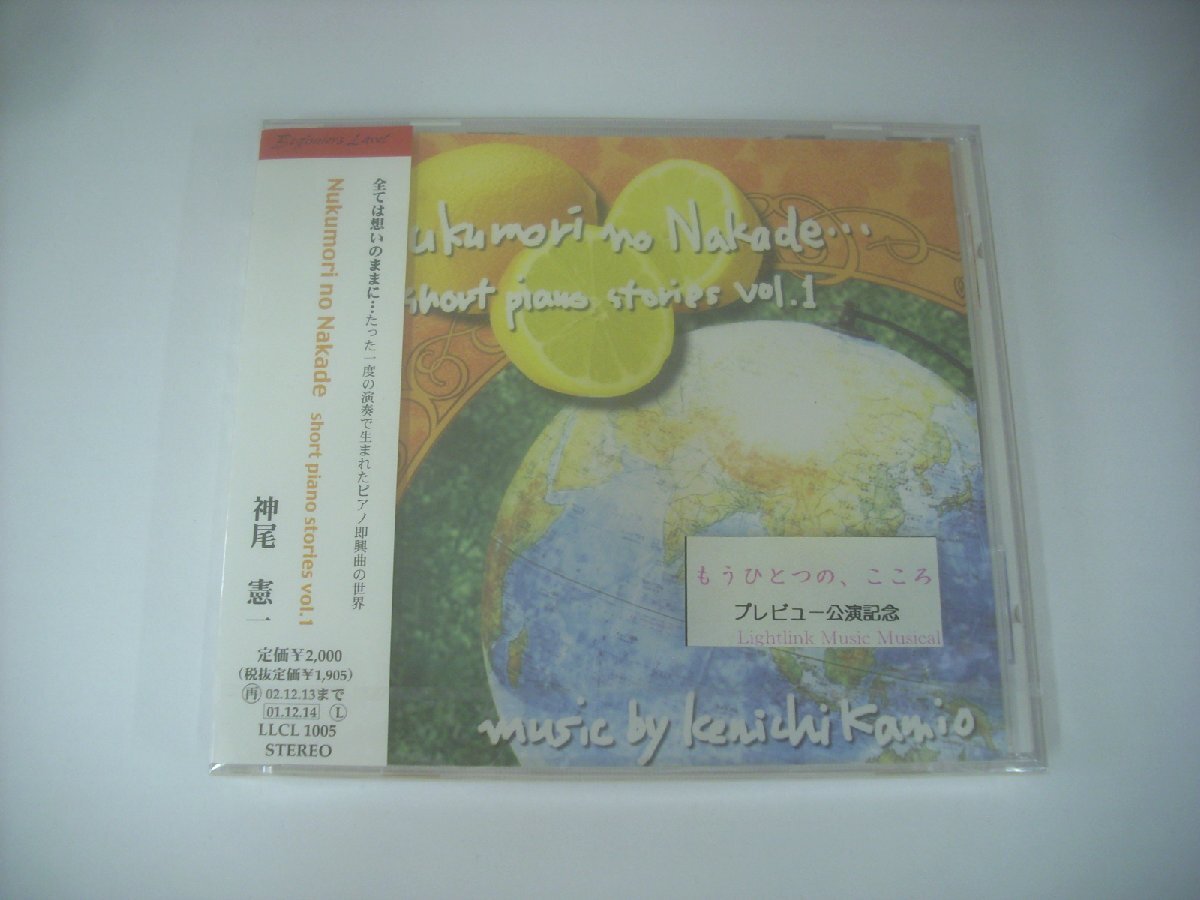 Beginners Level
全ては想いのままに…たった一度の演奏で生まれたピアノ即興曲の世界
Nukumori no Nakade short piano stories vol.1
神尾 憲一
定価￥2,000
(税抜定価￥1,905)
再 02.12.13まで
01.12.14 L
LLCL 1005
STEREO
ukumori no Nakade...
short piano stories vol.1
もうひとつの、こころ
プレビュー公演記念
Lightlink Music Musical
music by Kenichi Kamio